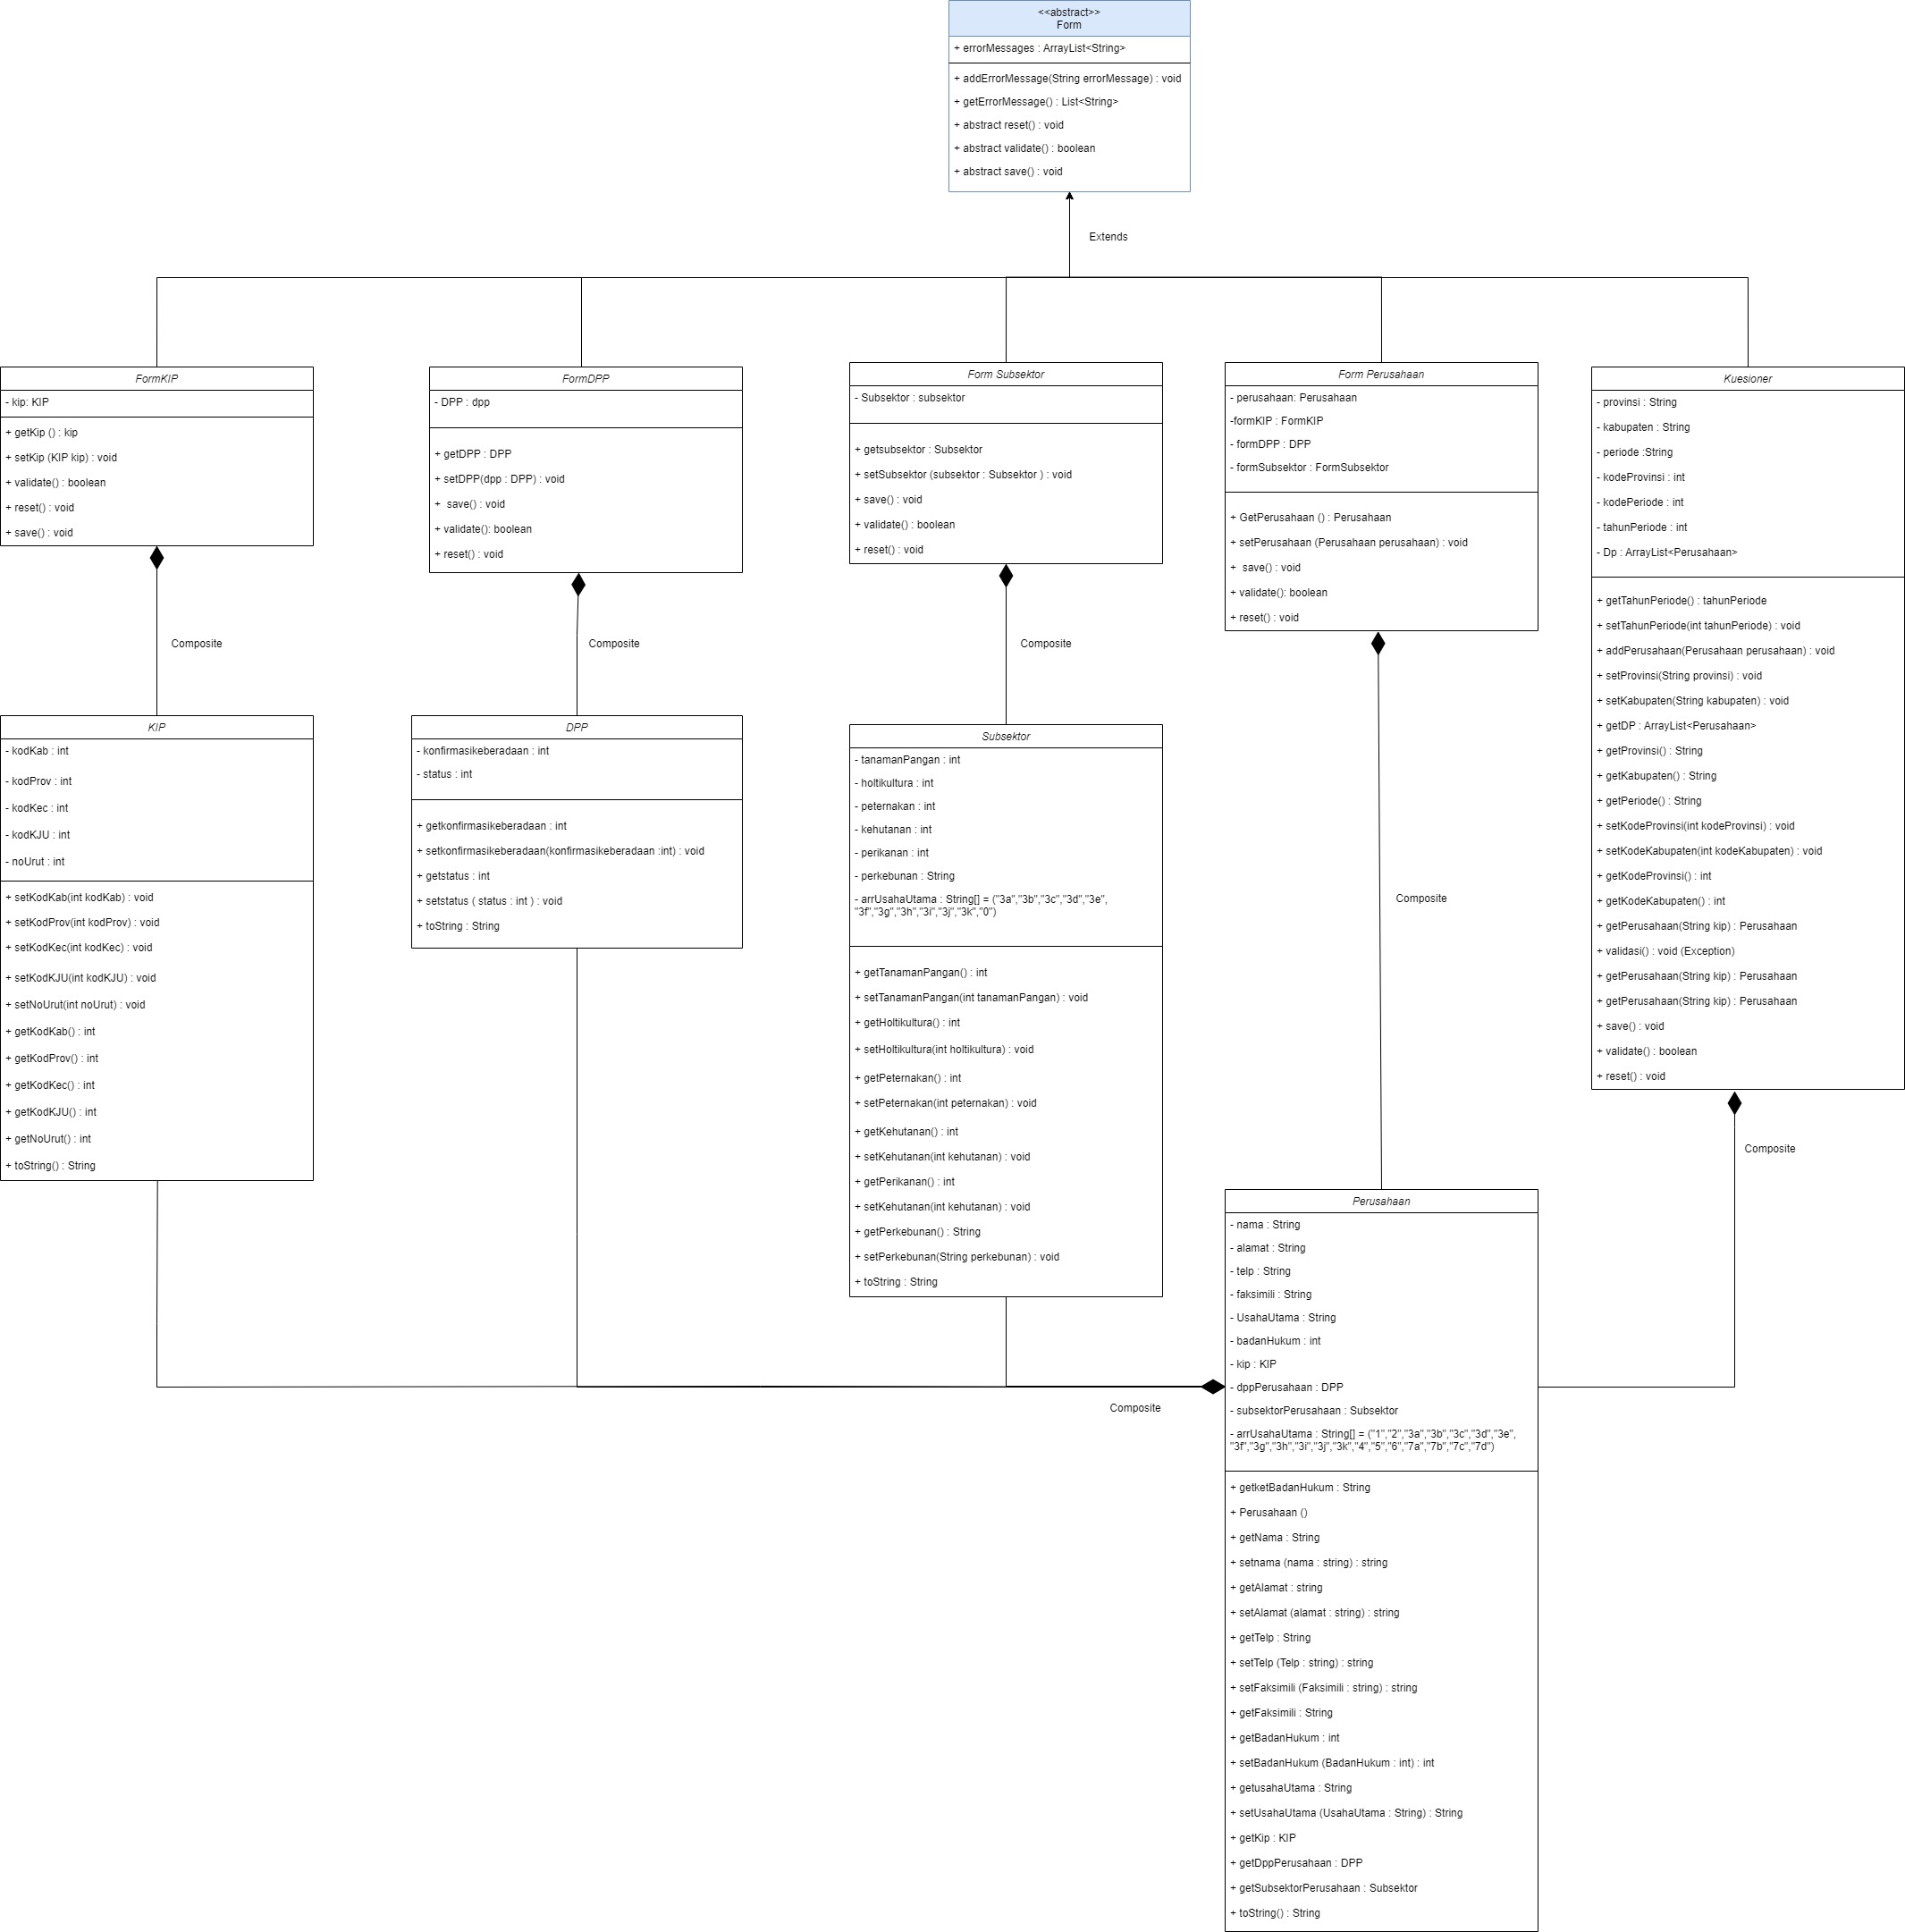 <<abstract>>
Form
+ errorMessages : ArrayList<String>
+ addErrorMessage(String errorMessage) : void
+ getErrorMessage() : List<String>
+ abstract reset() : void
+ abstract validate() : boolean
+ abstract save() : void
Extends
FormKIP
- kip: KIP
+ getKip () : kip
+ setKip (KIP kip) : void
+ validate() : boolean
+ reset() : void
+ save() : void
FormDPP
- DPP : dpp
+ getDPP : DPP
+ setDPP(dpp : DPP) : void
+  save() : void
+ validate(): boolean
+ reset() : void
Form Subsektor
- Subsektor : subsektor
+ getsubsektor : Subsektor
+ setSubsektor (subsektor : Subsektor ) : void
+ save() : void
+ validate() : boolean
+ reset() : void
Form Perusahaan
- perusahaan: Perusahaan
-formKIP : FormKIP
- formDPP : DPP
- formSubsektor : FormSubsektor
+ GetPerusahaan () : Perusahaan
+ setPerusahaan (Perusahaan perusahaan) : void
+  save() : void
+ validate(): boolean
+ reset() : void
Kuesioner
- provinsi : String
- kabupaten : String
- periode :String
- kodeProvinsi : int
- kodePeriode : int
- tahunPeriode : int
- Dp : ArrayList<Perusahaan>
+ getTahunPeriode() : tahunPeriode
+ setTahunPeriode(int tahunPeriode) : void
+ addPerusahaan(Perusahaan perusahaan) : void
+ setProvinsi(String provinsi) : void
+ setKabupaten(String kabupaten) : void
+ getDP : ArrayList<Perusahaan>
+ getProvinsi() : String
+ getKabupaten() : String
+ getPeriode() : String
+ setKodeProvinsi(int kodeProvinsi) : void
+ setKodeKabupaten(int kodeKabupaten) : void
+ getKodeProvinsi() : int
+ getKodeKabupaten() : int
+ getPerusahaan(String kip) : Perusahaan
+ validasi() : void (Exception)
+ getPerusahaan(String kip) : Perusahaan
+ getPerusahaan(String kip) : Perusahaan
+ save() : void
+ validate() : boolean
+ reset() : void
Composite
Composite
Composite
Composite
Composite
KIP
- kodKab : int
- kodProv : int
- kodKec : int
- kodKJU : int
- noUrut : int
+ setKodKab(int kodKab) : void
+ setKodProv(int kodProv) : void
+ setKodKec(int kodKec) : void
+ setKodKJU(int kodKJU) : void
+ setNoUrut(int noUrut) : void
+ getKodKab() : int
+ getKodProv() : int
+ getKodKec() : int
+ getKodKJU() : int
+ getNoUrut() : int
+ toString() : String
DPP
- konfirmasikeberadaan : int
- status : int
+ getkonfirmasikeberadaan : int
+ setkonfirmasikeberadaan(konfirmasikeberadaan :int) : void
+ getstatus : int
+ setstatus ( status : int ) : void
+ toString : String
Subsektor
- tanamanPangan : int
- holtikultura : int
- peternakan : int
- kehutanan : int
- perikanan : int
- perkebunan : String
- arrUsahaUtama : String[] = ("3a","3b","3c","3d","3e",
"3f","3g","3h","3i","3j","3k","0")
+ getTanamanPangan() : int
+ setTanamanPangan(int tanamanPangan) : void
+ getHoltikultura() : int
+ setHoltikultura(int holtikultura) : void
+ getPeternakan() : int
+ setPeternakan(int peternakan) : void
+ getKehutanan() : int
+ setKehutanan(int kehutanan) : void
+ getPerikanan() : int
+ setKehutanan(int kehutanan) : void
+ getPerkebunan() : String
+ setPerkebunan(String perkebunan) : void
+ toString : String
Composite
Perusahaan
- nama : String
- alamat : String
- telp : String
- faksimili : String
- UsahaUtama : String
- badanHukum : int
- kip : KIP
- dppPerusahaan : DPP
- subsektorPerusahaan : Subsektor
- arrUsahaUtama : String[] = ("1","2","3a","3b","3c","3d","3e",
"3f","3g","3h","3i","3j","3k","4","5","6","7a","7b","7c","7d")
+ getketBadanHukum : String
+ Perusahaan ()
+ getNama : String
+ setnama (nama : string) : string
+ getAlamat : string
+ setAlamat (alamat : string) : string
+ getTelp : String
+ setTelp (Telp : string) : string
+ setFaksimili (Faksimili : string) : string
+ getFaksimili : String
+ getBadanHukum : int
+ setBadanHukum (BadanHukum : int) : int
+ getusahaUtama : String
+ setUsahaUtama (UsahaUtama : String) : String
+ getKip : KIP
+ getDppPerusahaan : DPP
+ getSubsektorPerusahaan : Subsektor
+ toString() : String